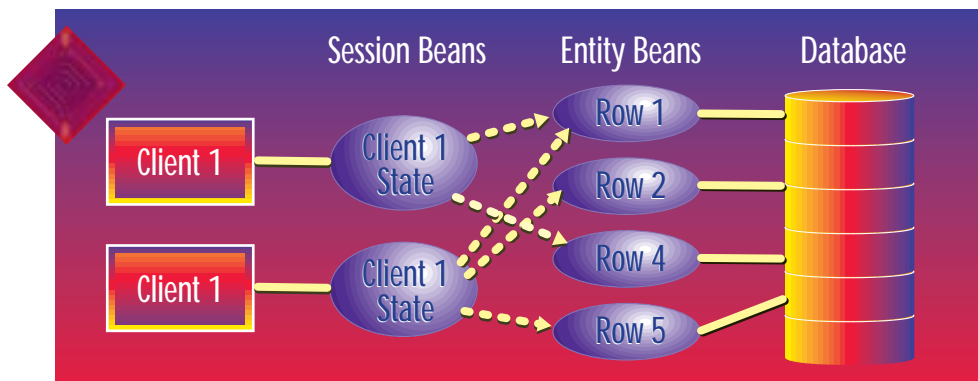 Session Beans
Entity Beans
Database
Client 1
Client 1
State
Row 1
Row 2
Client 1
Client 1
State
Row 4
Row 5